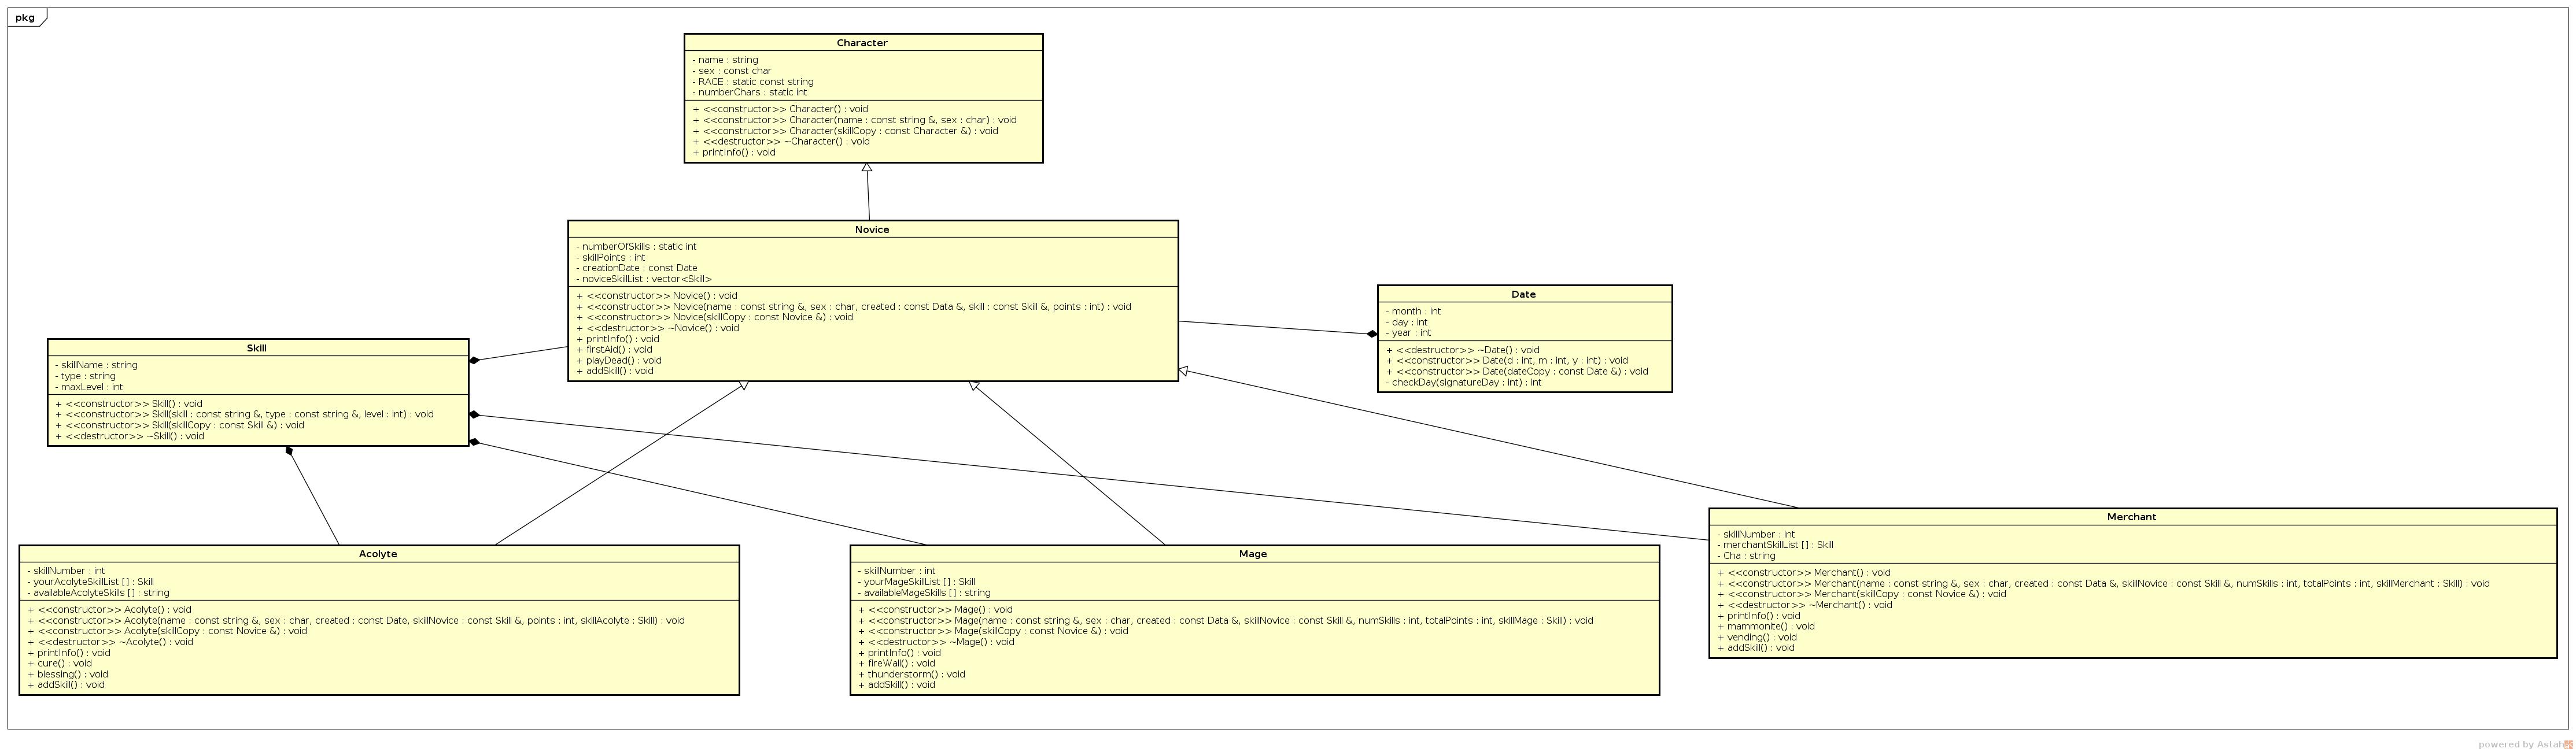 pkg
Character
- name : string
- sex : const char
- RACE : static const string
- numberChars : static int
+ <<constructor>> Character() : void
+ <<constructor>> Character(name : const string &, sex : char) : void
+ <<constructor>> Character(skillCopy : const Character &) : void
+ <<destructor>> ~Character() : void
+ printInfo() : void
Novice
- numberOfSkills : static int
- skillPoints : int
- creationDate : const Date
- noviceSkillList : vector<Skill>
+ <<constructor>> Novice() : void
+ <<constructor>> Novice(name : const string &, sex : char, created : const Data &, skill : const Skill &, points : int) : void
+ <<constructor>> Novice(skillCopy : const Novice &) : void
+ <<destructor>> ~Novice() : void
+ printInfo() : void
+ firstAid() : void
+ playDead() : void
+ addSkill() : void
Date
- month : int
- day : int
- year : int
+ <<destructor>> ~Date() : void
+ <<constructor>> Date(d : int, m : int, y : int) : void
+ <<constructor>> Date(dateCopy : const Date &) : void
- checkDay(signatureDay : int) : int
Skill
- skillName : string
- type : string
- maxLevel : int
+ <<constructor>> Skill() : void
+ <<constructor>> Skill(skill : const string &, type : const string &, level : int) : void
+ <<constructor>> Skill(skillCopy : const Skill &) : void
+ <<destructor>> ~Skill() : void
Acolyte
- skillNumber : int
- yourAcolyteSkillList [] : Skill
- availableAcolyteSkills [] : string
+ <<constructor>> Acolyte() : void
+ <<constructor>> Acolyte(name : const string &, sex : char, created : const Date, skillNovice : const Skill &, points : int, skillAcolyte : Skill) : void
+ <<constructor>> Acolyte(skillCopy : const Novice &) : void
+ <<destructor>> ~Acolyte() : void
+ printInfo() : void
+ cure() : void
+ blessing() : void
+ addSkill() : void
Mage
- skillNumber : int
- yourMageSkillList [] : Skill
- availableMageSkills [] : string
+ <<constructor>> Mage() : void
+ <<constructor>> Mage(name : const string &, sex : char, created : const Data &, skillNovice : const Skill &, numSkills : int, totalPoints : int, skillMage : Skill) : void
+ <<constructor>> Mage(skillCopy : const Novice &) : void
+ <<destructor>> ~Mage() : void
+ printInfo() : void
+ fireWall() : void
+ thunderstorm() : void
+ addSkill() : void
Merchant
- skillNumber : int
- merchantSkillList [] : Skill
- Cha : string
+ <<constructor>> Merchant() : void
+ <<constructor>> Merchant(name : const string &, sex : char, created : const Data &, skillNovice : const Skill &, numSkills : int, totalPoints : int, skillMerchant : Skill) : void
+ <<constructor>> Merchant(skillCopy : const Novice &) : void
+ <<destructor>> ~Merchant() : void
+ printInfo() : void
+ mammonite() : void
+ vending() : void
+ addSkill() : void
powered by Astah